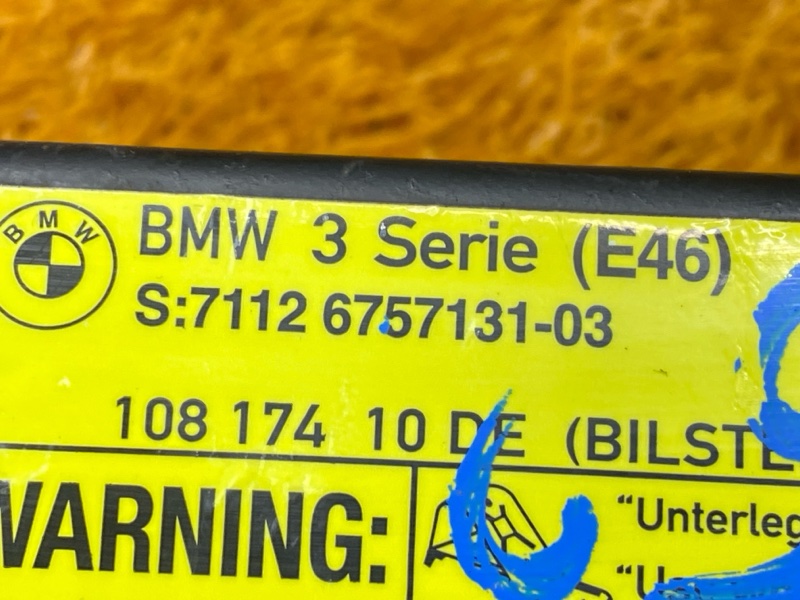 BMW
BMW 3 Serie (E46)
S:7112 6757131-03
108 174 10 DE (BILSTE
WARNING:
“Unterleg